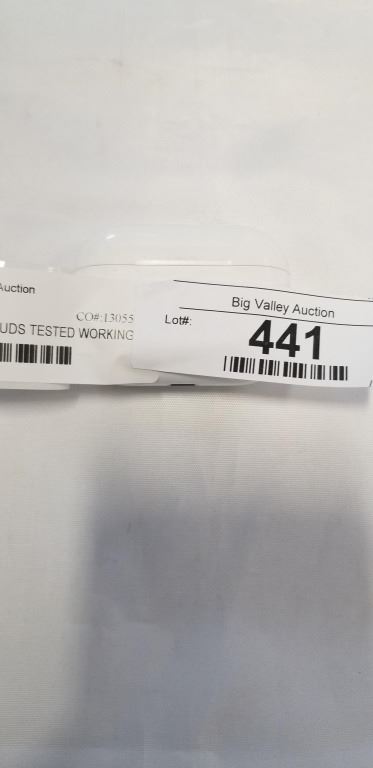 Auction
CO#:13055
UDS TESTED WORKING
Big Valley Auction
Lot#:
441